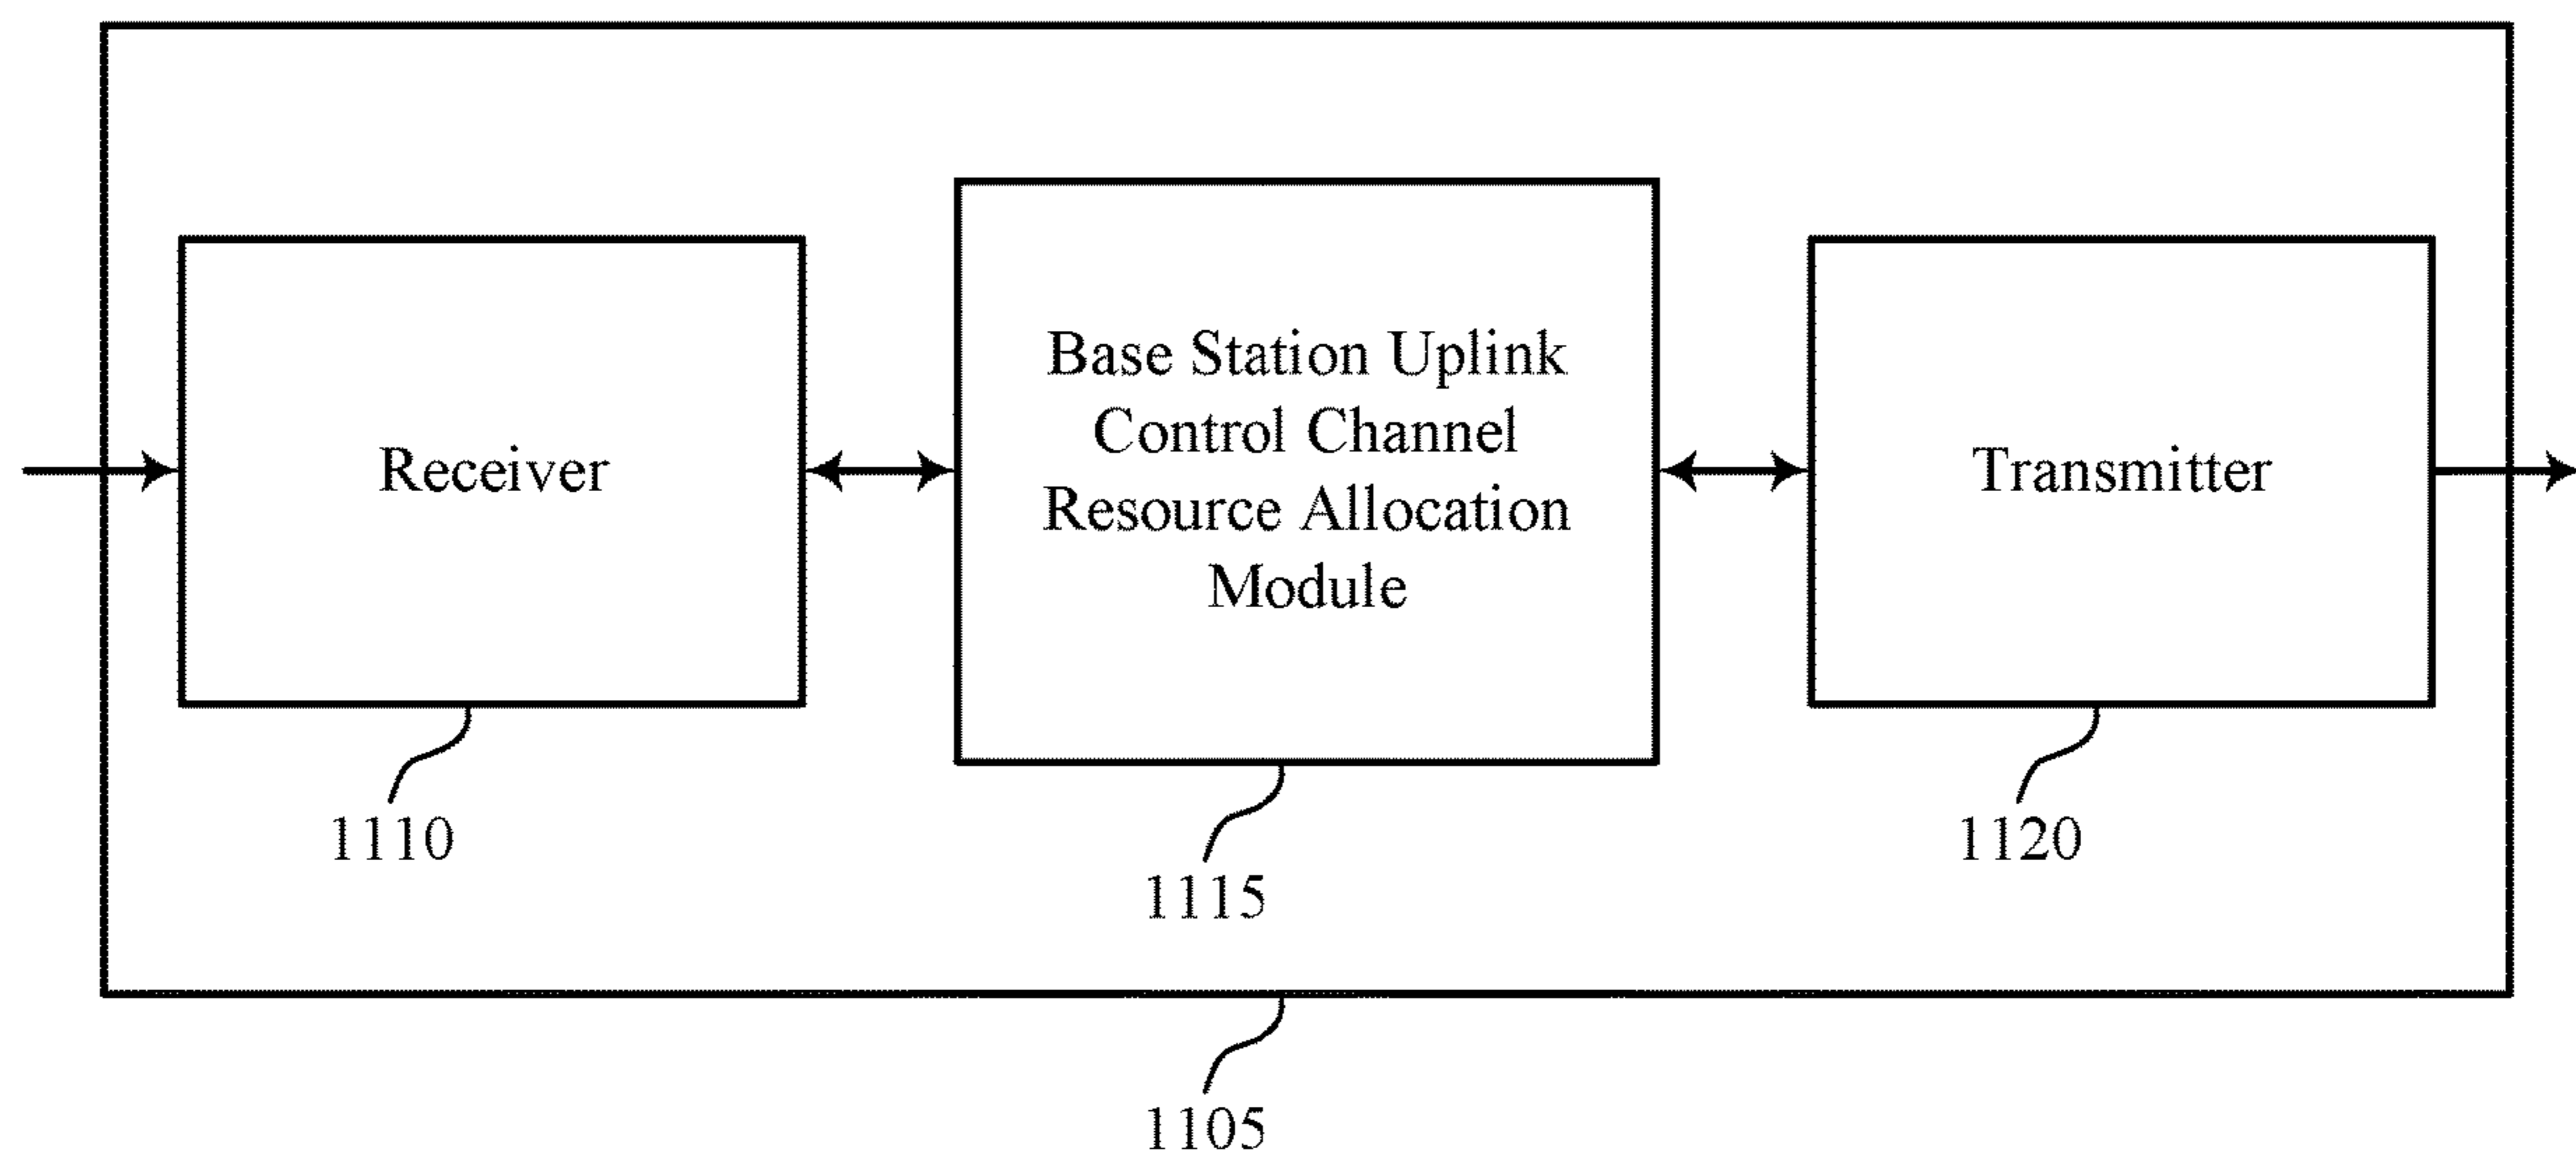 Receiver
Base Station Uplink
Control Channel
Resource Allocation
Module
Transmitter
1110
1115
1120
1105